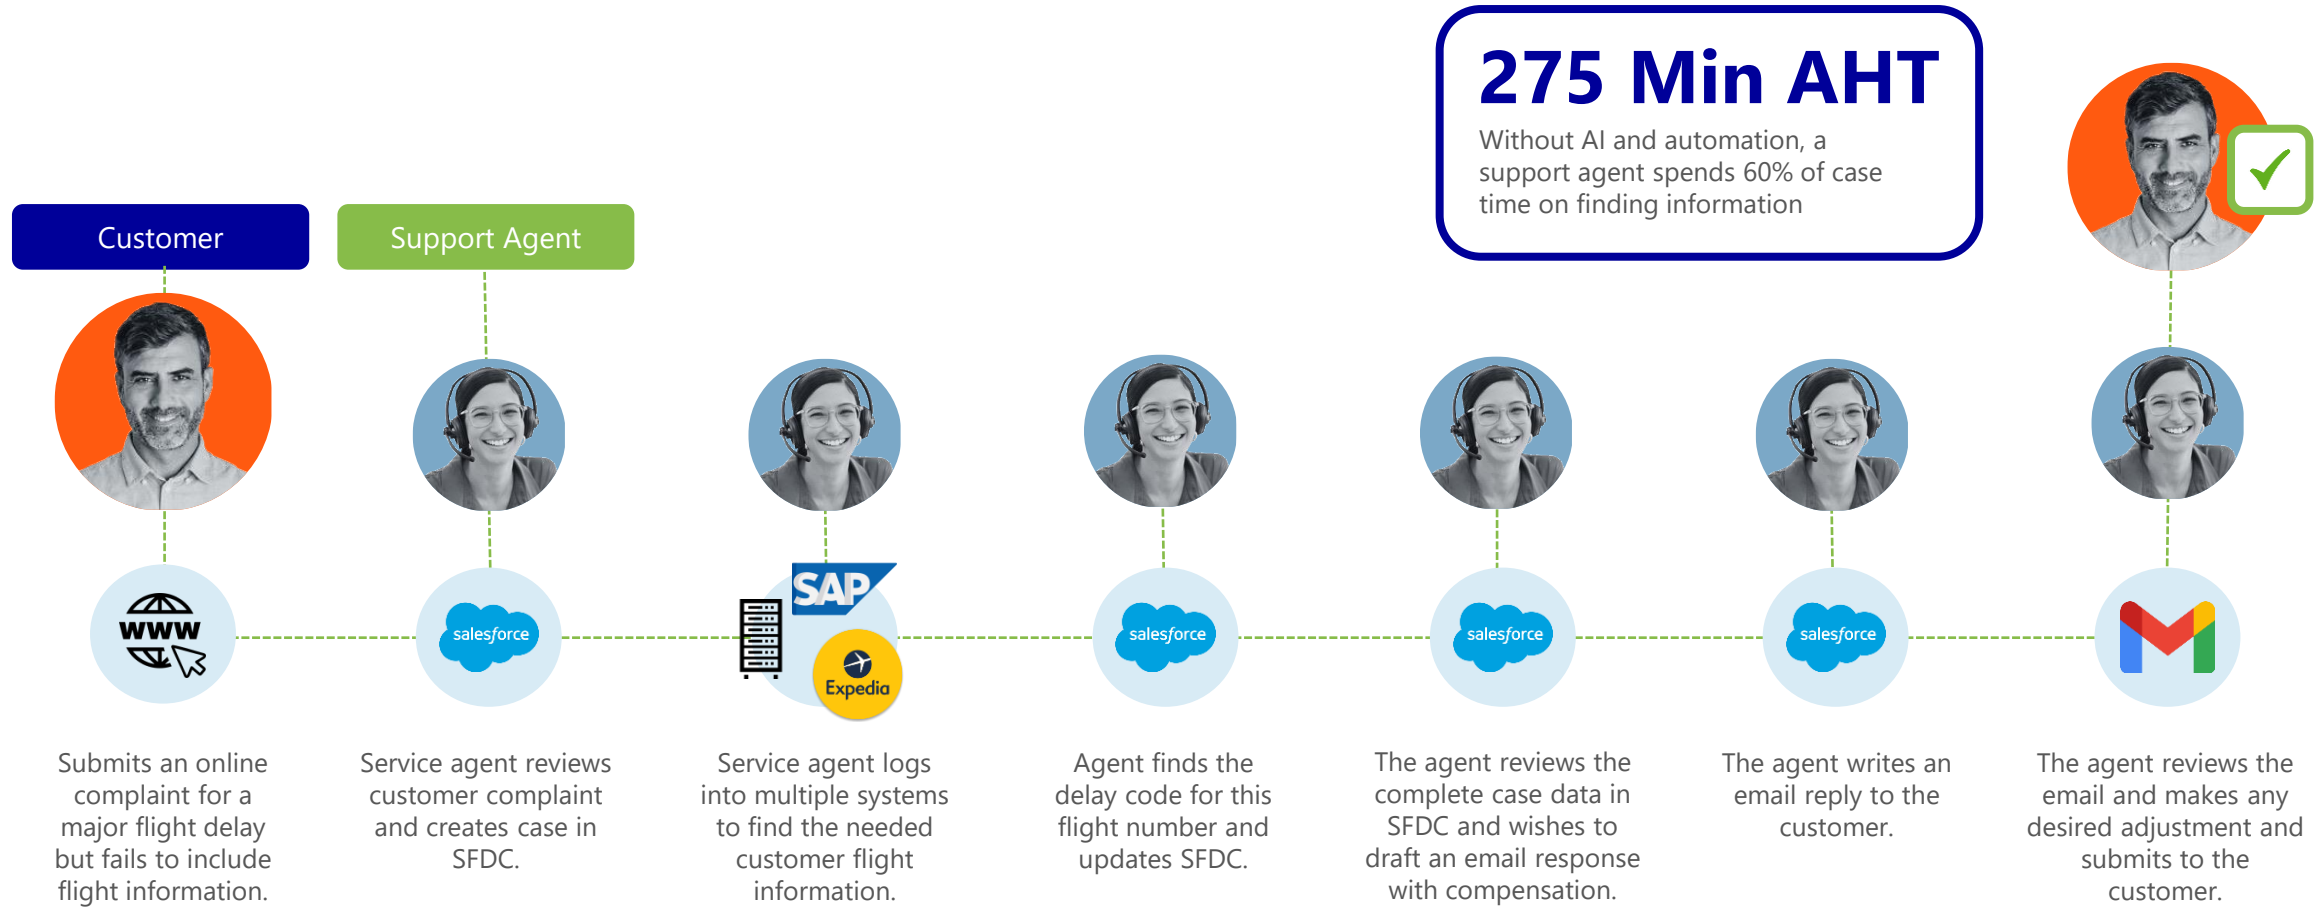 275 Min AHT
Without AI and automation, a
support agent spends 60% of case
time on finding information
Customer
Support Agent
www
salesforce
SAP
Expedia
salesforce
salesforce
salesforce
Submits an online
complaint for a
major flight delay
but fails to include
flight information.
Service agent reviews
customer complaint
and creates case in
SFDC.
Service agent logs
into multiple systems
to find the needed
customer flight
information.
Agent finds the
delay code for this
flight number and
updates SFDC.
The agent reviews the
complete case data in
SFDC and wishes to
draft an email response
with compensation.
The agent writes an
email reply to the
customer.
The agent reviews the
email and makes any
desired adjustment and
submits to the
customer.